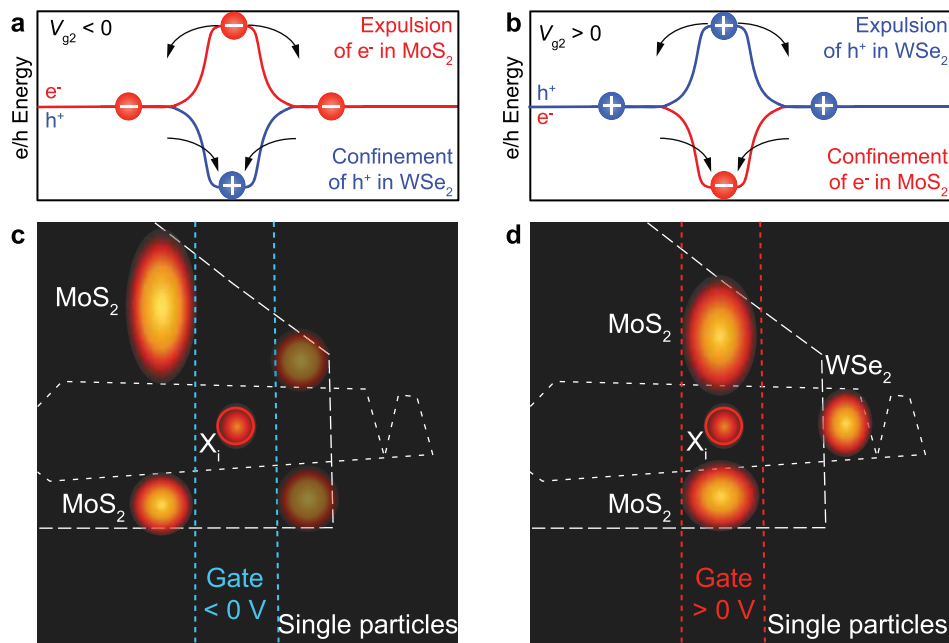 a
V_g2 < 0
Expulsion
of e⁻ in MoS₂
e/h Energy
e⁻
h⁺
−
−
−
+
Confinement
of h⁺ in WSe₂
b
V_g2 > 0
Expulsion of
h⁺ in WSe₂
e/h Energy
h⁺
e⁻
+
+
+
−
Confinement
of e⁻ in MoS₂
c
MoS₂
X_i
MoS₂
Gate
< 0 V
Single particles
d
MoS₂
WSe₂
X_i
MoS₂
Gate
> 0 V
Single particles